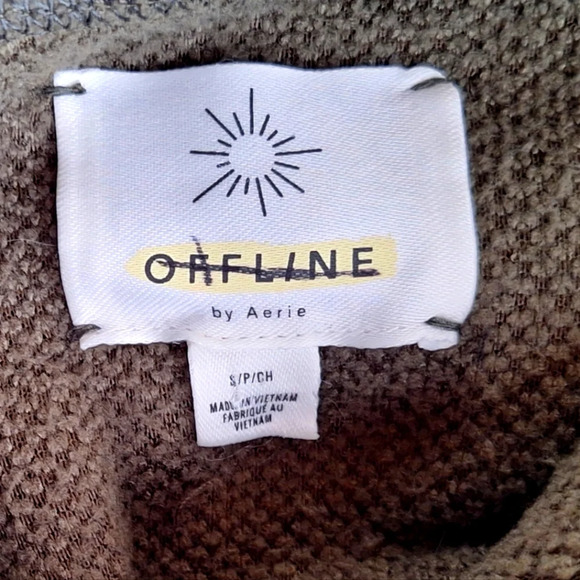 OFFLINE
by Aerie
S/P/CH
MADE IN VIETNAM
FABRIQUÉ AU
VIETNAM